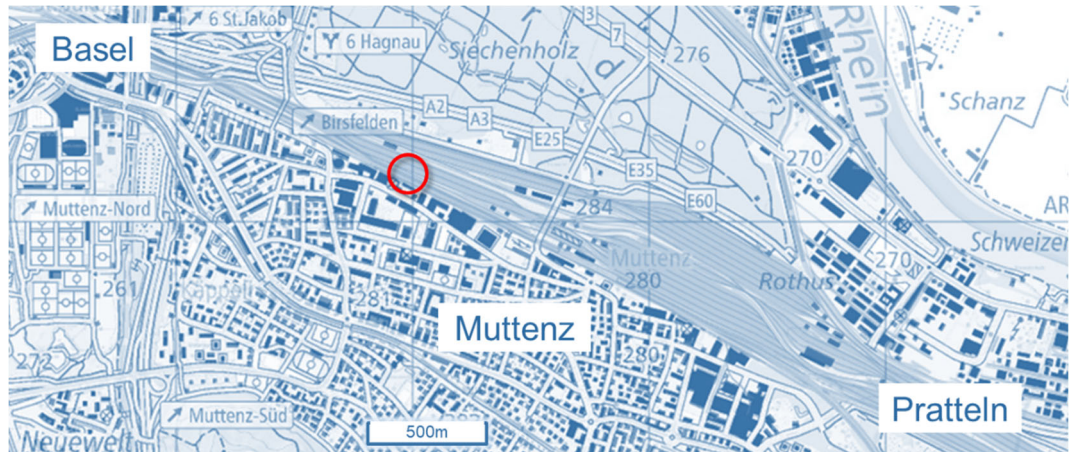 6 St.Jakob
Basel
6 Hagnau
Siechenholz
3
7
276
Rhein
Schanz
A2
A3
E25
Birsfelden
270
E35
E60
Muttenz-Nord
284
AR
Schweizer
261
Käppeli
281
Muttenz
280
Rothus
270
Muttenz
280
272
Muttenz-Süd
500m
Pratteln
Neuewelt